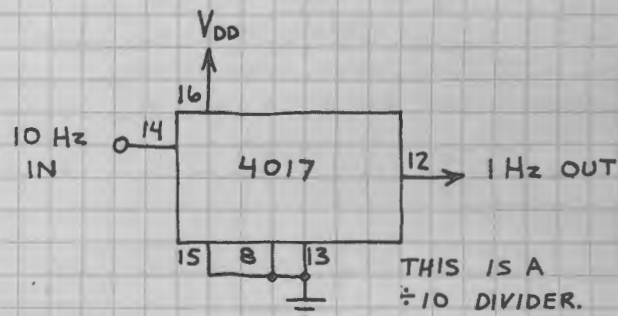 VDD
16
10 Hz
IN
14
4017
12
1 Hz OUT
15
8
13
THIS IS A
÷10 DIVIDER.